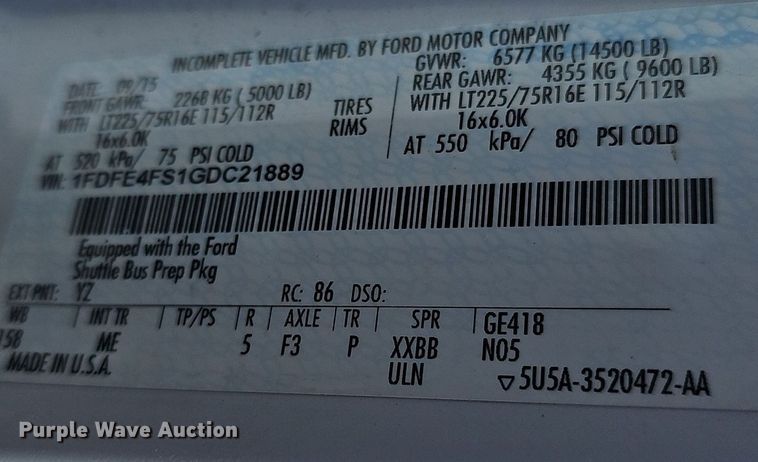 INCOMPLETE VEHICLE MFD. BY FORD MOTOR COMPANY
DATE: 09/15
GVWR: 6577 KG (14500 LB)
FRONT GAWR: 2268 KG ( 5000 LB)
REAR GAWR: 4355 KG ( 9600 LB)
WITH LT225/75R16E 115/112R
TIRES
WITH LT225/75R16E 115/112R
16x6.0K
RIMS
16x6.0K
AT 520 kPa/ 75 PSI COLD
AT 550 kPa/ 80 PSI COLD
VIN: 1FDFE4FS1GDC21889
Equipped with the Ford
Shuttle Bus Prep Pkg
EXT PNT: YZ RC: 86 DSO:
WB | INT TR | TP/PS | R | AXLE | TR | SPR | GE418
158 ME 5 F3 P XXBB N05
MADE IN U.S.A. ULN ▽5U5A-3520472-AA
Purple Wave Auction